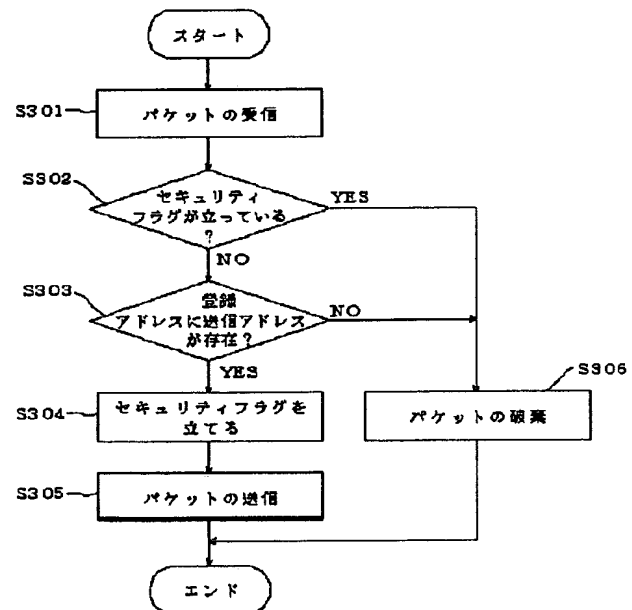 スタート
S301
パケットの受信
S302
セキュリティ
フラグが立っている
?
YES
NO
S303
登録
アドレスに送信アドレス
が存在?
NO
YES
S304
セキュリティフラグを
立てる
S306
パケットの破棄
S305
パケットの送信
エンド